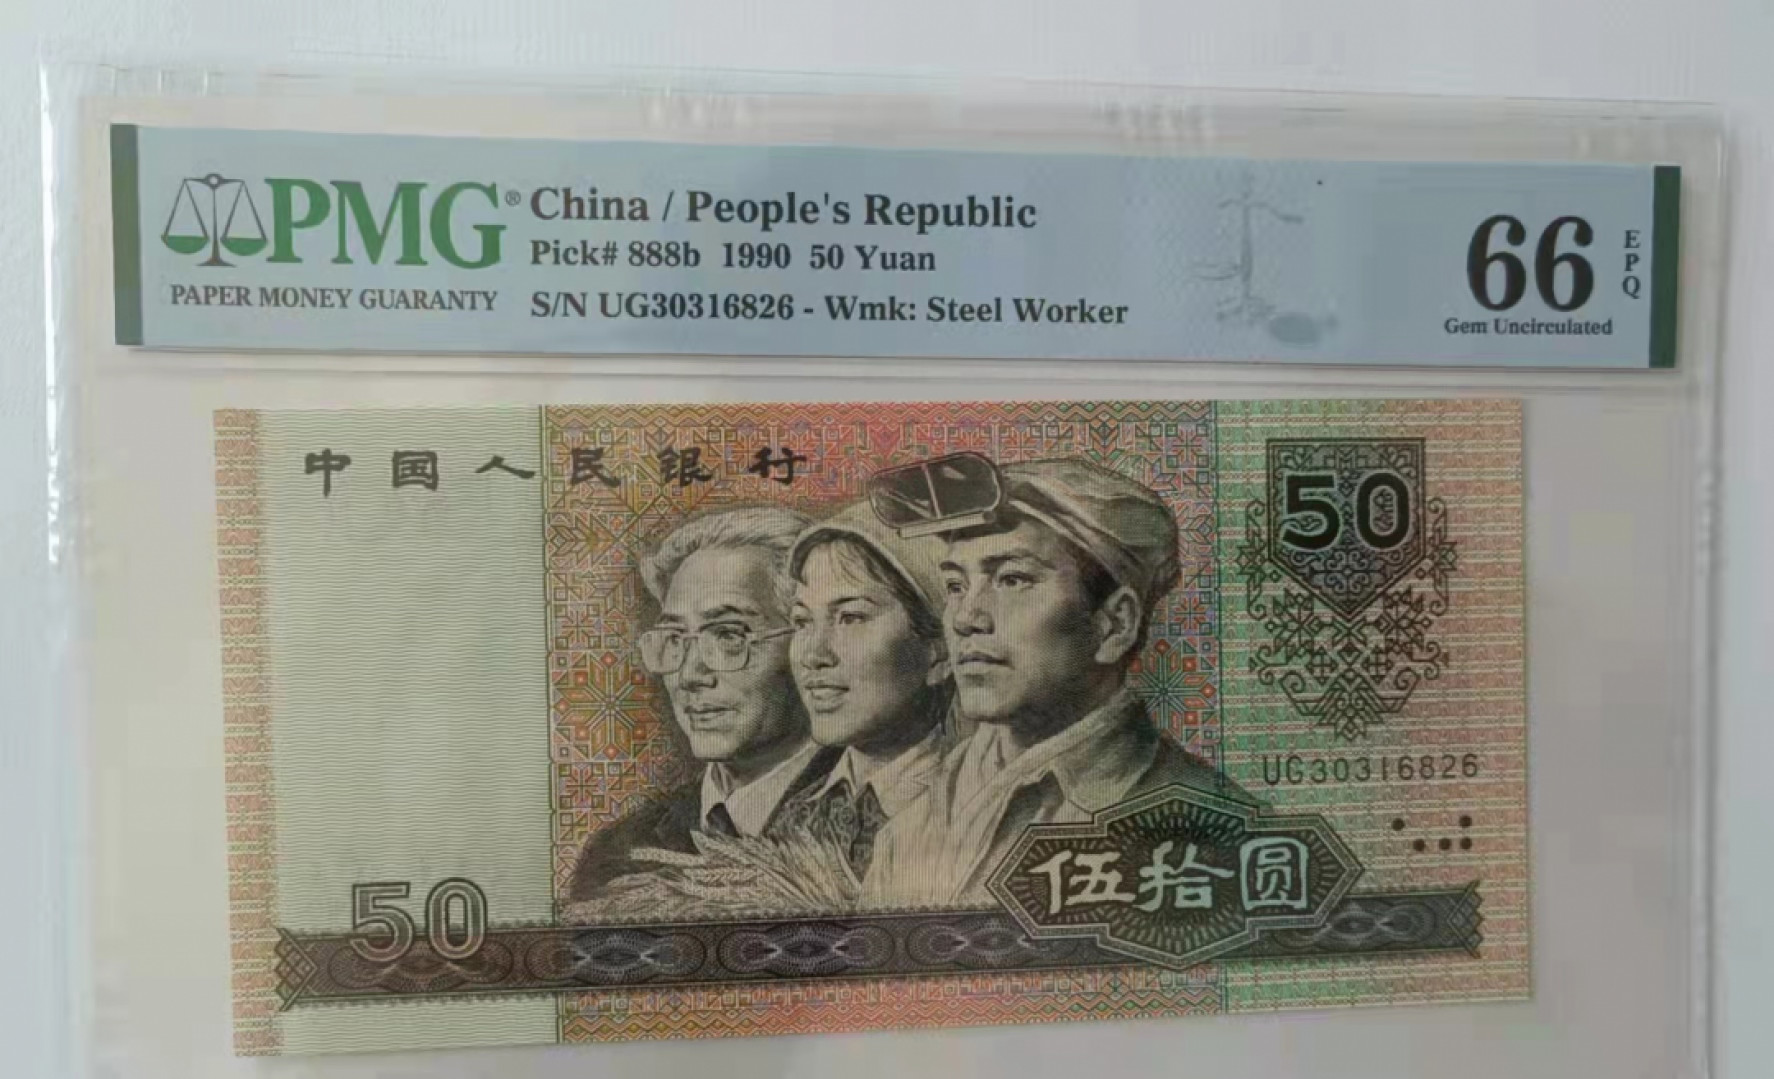 PMG®
PAPER MONEY GUARANTY
China / People's Republic
Pick# 888b 1990 50 Yuan
S/N UG30316826 - Wmk: Steel Worker
66
EPQ
Gem Uncirculated
中国人民银行
50
UG30316826
50
伍拾圆